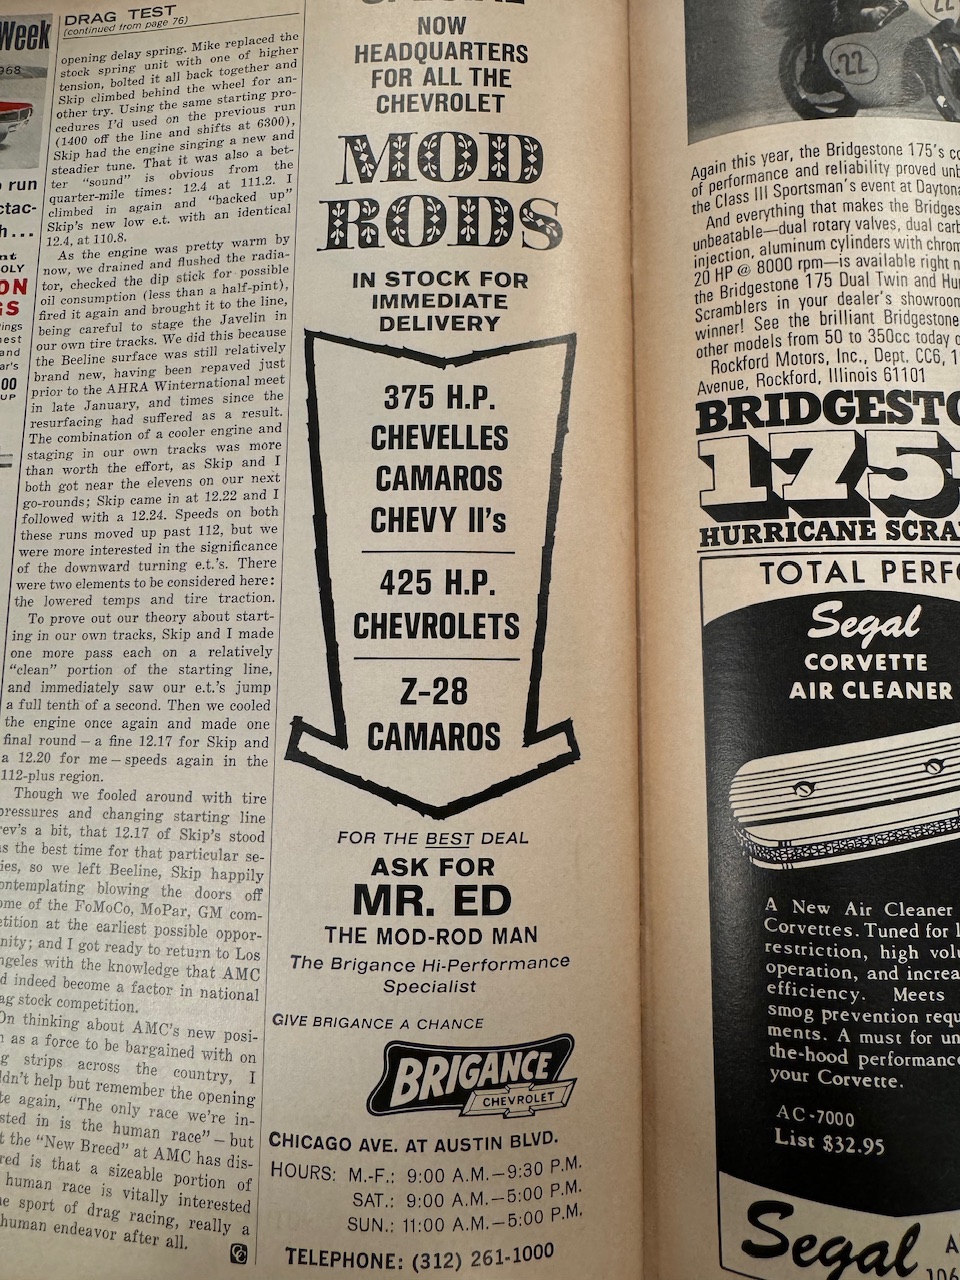 Week
1968
run
DRAG TEST
(continued from page 76)
opening delay spring. Mike replaced the
stock spring unit with one of higher
tension, bolted it all back together and
Skip climbed behind the wheel for an-
other try. Using the same starting pro-
cedures I'd used on the previous run
(1400 off the line and shifts at 6300),
Skip had the engine singing a new and
steadier tune. That it was also a bet-
ter "sound" is obvious from the
quarter-mile times: 12.4 at 111.2. I
climbed in again and "backed up"
Skip's new low e.t. with an identical
12.4, at 110.8.
As the engine was pretty warm by
now, we drained and flushed the radia-
tor, checked the dip stick for possible
oil consumption (less than a half-pint),
fired it again and brought it to the line,
being careful to stage the Javelin in
our own tire tracks. We did this because
the Beeline surface was still relatively
brand new, having been repaved just
prior to the AHRA Winternational meet
in late January, and times since the
resurfacing had suffered as a result.
The combination of a cooler engine and
staging in our own tracks was more
than worth the effort, as Skip and I
both got near the elevens on our next
go-rounds; Skip came in at 12.22 and I
followed with a 12.24. Speeds on both
these runs moved up past 112, but we
were more interested in the significance
of the downward turning e.t.'s. There
were two elements to be considered here:
the lowered temps and tire traction.
To prove out our theory about start-
ing in our own tracks, Skip and I made
one more pass each on a relatively
"clean" portion of the starting line,
and immediately saw our e.t.'s jump
a full tenth of a second. Then we cooled
the engine once again and made one
final round — a fine 12.17 for Skip and
a 12.20 for me — speeds again in the
112-plus region.
Though we fooled around with tire
pressures and changing starting line
rev's a bit, that 12.17 of Skip's stood
as the best time for that particular se-
ries, so we left Beeline, Skip happily
contemplating blowing the doors off
some of the FoMoCo, MoPar, GM com-
petition at the earliest possible oppor-
tunity; and I got ready to return to Los
Angeles with the knowledge that AMC
had indeed become a factor in national
drag stock competition.
On thinking about AMC's new posi-
as a force to be bargained with on
strips across the country, I
couldn't help but remember the opening
again, "The only race we're in-
terested in is the human race" — but
the "New Breed" at AMC has dis-
is that a sizeable portion of
human race is vitally interested
sport of drag racing, really a
human endeavor after all.
CC
SPECIAL
NOW
HEADQUARTERS
FOR ALL THE
CHEVROLET
MOD
RODS
IN STOCK FOR
IMMEDIATE
DELIVERY
375 H.P.
CHEVELLES
CAMAROS
CHEVY II's
425 H.P.
CHEVROLETS
Z-28
CAMAROS
FOR THE BEST DEAL
ASK FOR
MR. ED
THE MOD-ROD MAN
The Brigance Hi-Performance
Specialist
GIVE BRIGANCE A CHANCE
BRIGANCE
CHEVROLET
CHICAGO AVE. AT AUSTIN BLVD.
HOURS: M.-F.: 9:00 A.M.—9:30 P.M.
SAT.: 9:00 A.M.—5:00 P.M.
SUN.: 11:00 A.M.—5:00 P.M.
TELEPHONE: (312) 261-1000
22
22
Again this year, the Bridgestone 175's
of performance and reliability proved
the Class III Sportsman's event at Daytona
And everything that makes the
unbeatable—dual rotary valves, dual
injection, aluminum cylinders with
20 HP @ 8000 rpm—is available right
the Bridgestone 175 Dual Twin and
Scramblers in your dealer's showroom
winner! See the brilliant Bridgestone
other models from 50 to 350cc today
Rockford Motors, Inc., Dept. CC6,
Avenue, Rockford, Illinois 61101
BRIDGESTO
175
HURRICANE SCRA
TOTAL PERFO
Segal
CORVETTE
AIR CLEANER
A New Air Cleaner
Corvettes. Tuned for
restriction, high
operation, and
efficiency. Meets
smog prevention
ments. A must for
the-hood performance
your Corvette.
AC-7000
List $32.95
Segal